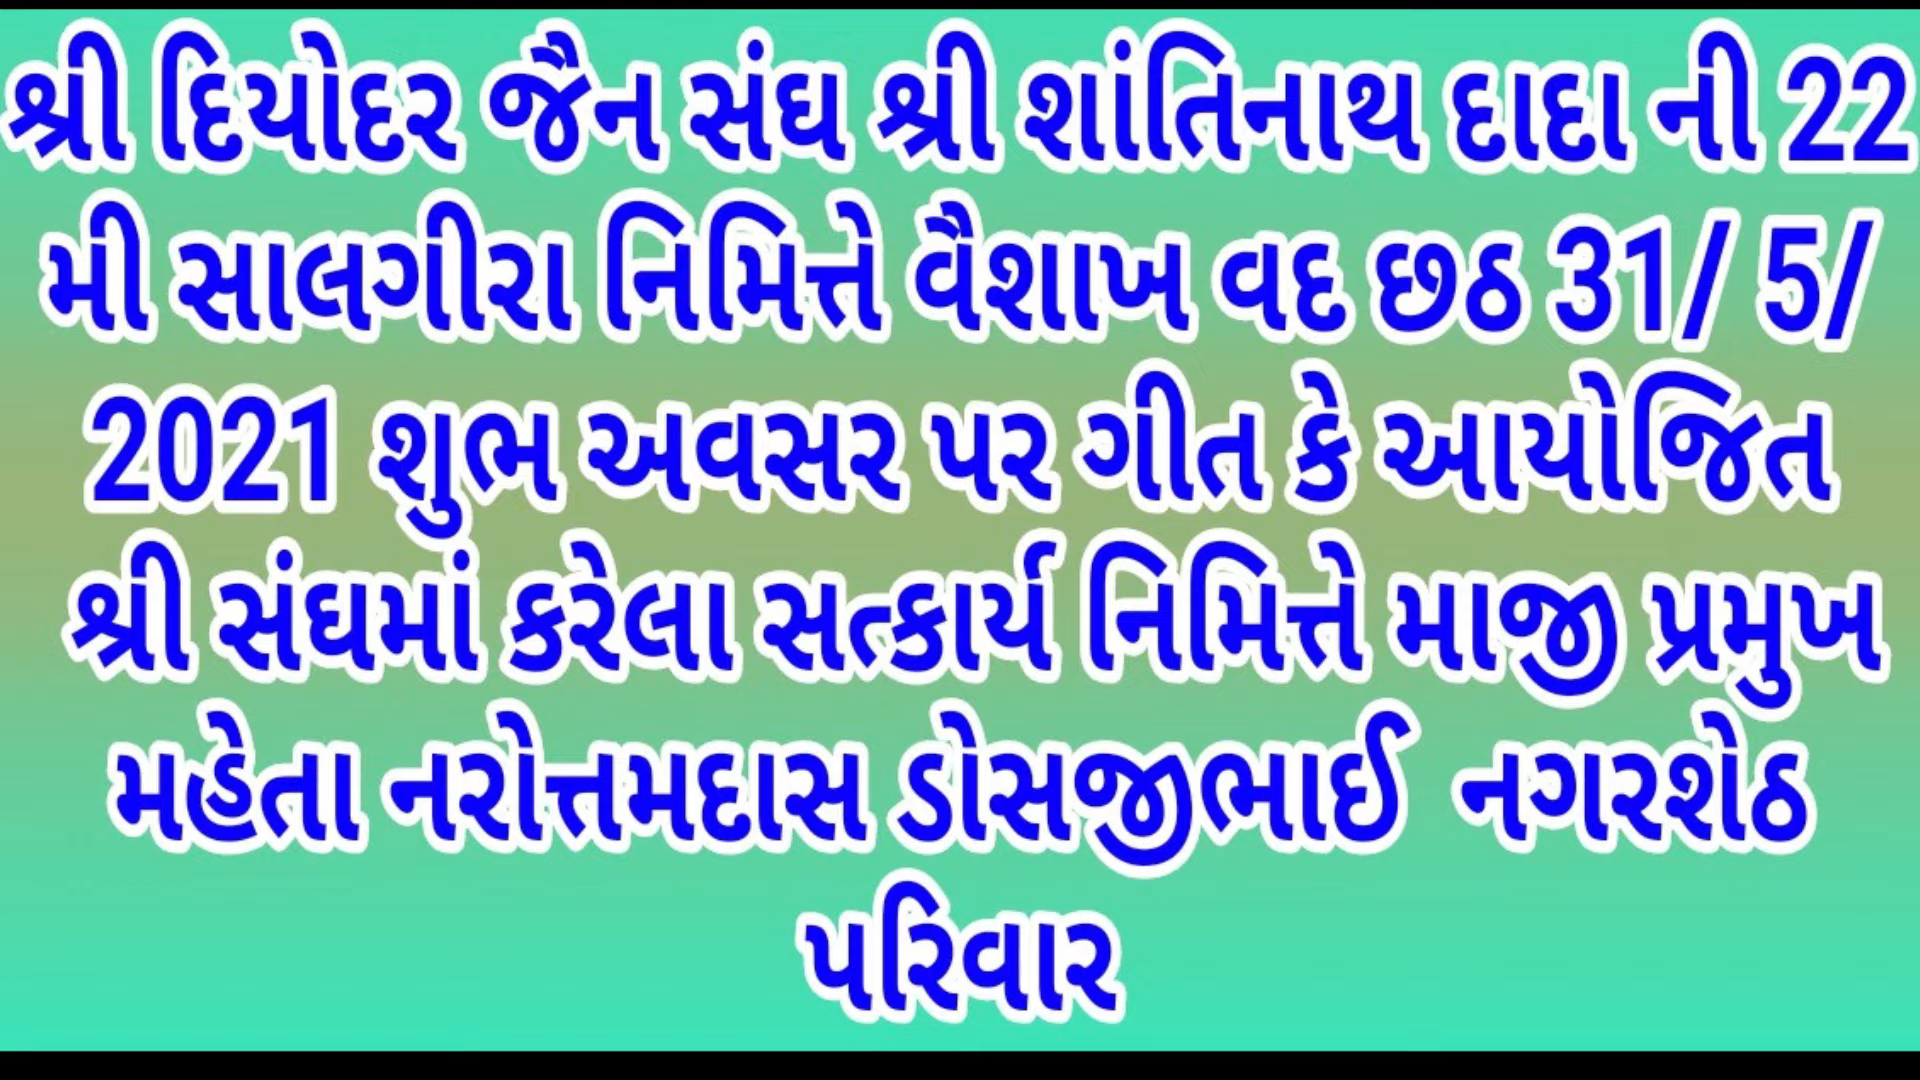 શ્રી દિયોદર જૈન સંઘ શ્રી શાંતિનાથ દાદા ની 22
મી સાલગીરા નિમિત્તે વૈશાખ વદ છઠ 31/ 5/
2021 શુભ અવસર પર ગીત કે આયોજિત
શ્રી સંઘમાં કરેલા સત્કાર્ય નિમિત્તે માજી પ્રમુખ
મહેતા નરોત્તમદાસ ડોસજીભાઈ નગરશેઠ
પરિવાર